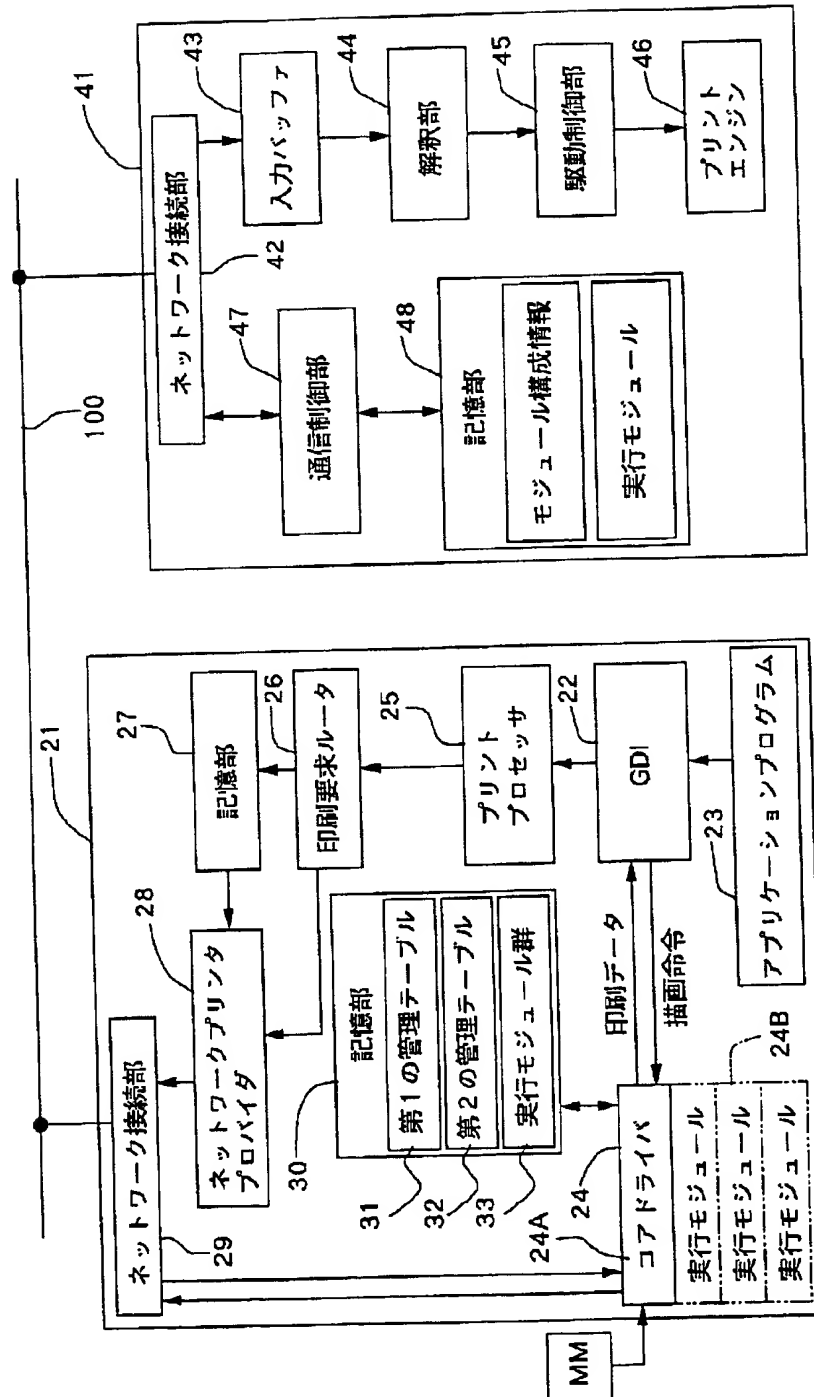 100
21
ネットワーク接続部
29
28
ネットワークプリンタ
プロバイダ
27
記憶部
26
印刷要求ルータ
25
プリント
プロセッサ
22
GDI
23
アプリケーションプログラム
30
記憶部
31
第1の管理テーブル
32
第2の管理テーブル
33
実行モジュール群
印刷データ
描画命令
24
24A
コアドライバ
24B
実行モジュール
実行モジュール
実行モジュール
MM
41
ネットワーク接続部
42
43
入力バッファ
44
解釈部
45
駆動制御部
46
プリント
エンジン
47
通信制御部
48
記憶部
モジュール構成情報
実行モジュール